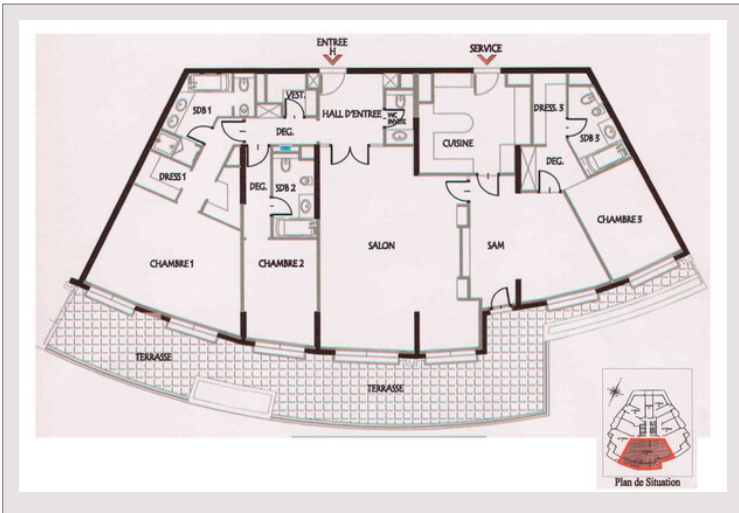 ENTREE
H
SERVICE
SDB 1
VEST.
HALL D'ENTREE
WC
INVITE
DEG.
CUISINE
DRESS. 3
SDB 3
DEG.
DRESS 1
DEG.
SDB 2
CHAMBRE 1
CHAMBRE 2
SALON
SAM
CHAMBRE 3
TERRASSE
TERRASSE
Plan de Situation